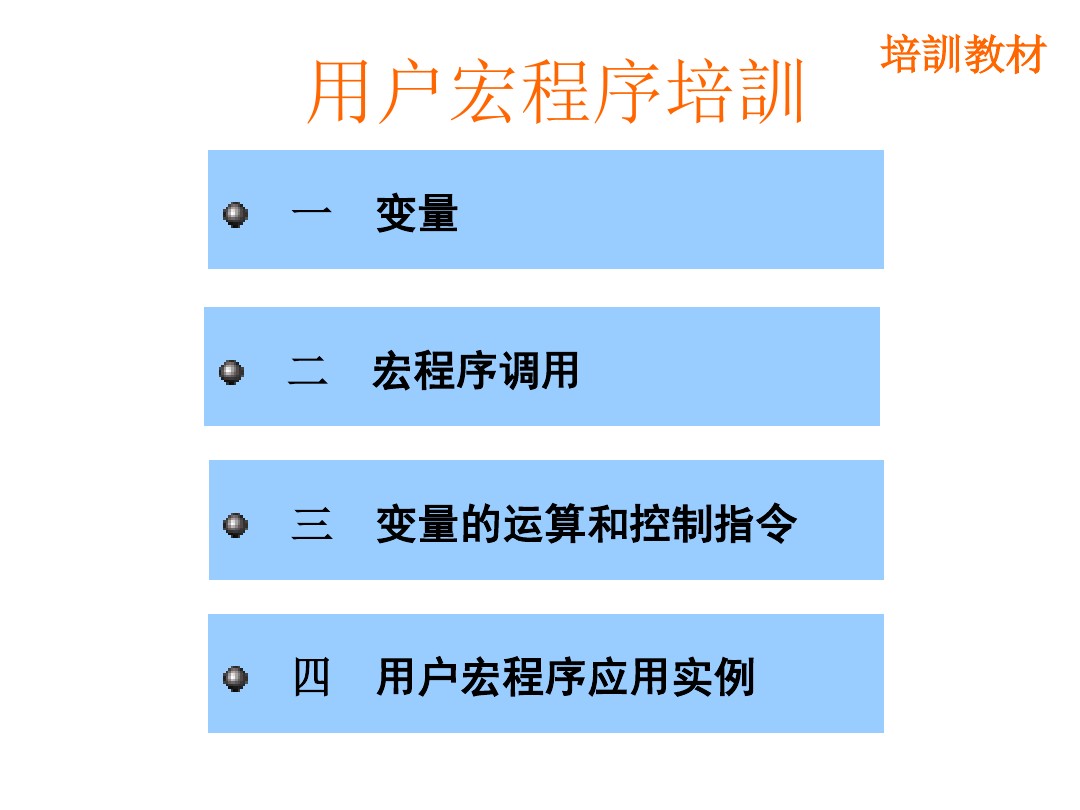 培訓教材
用户宏程序培訓
一 变量
二 宏程序调用
三 变量的运算和控制指令
四 用户宏程序应用实例